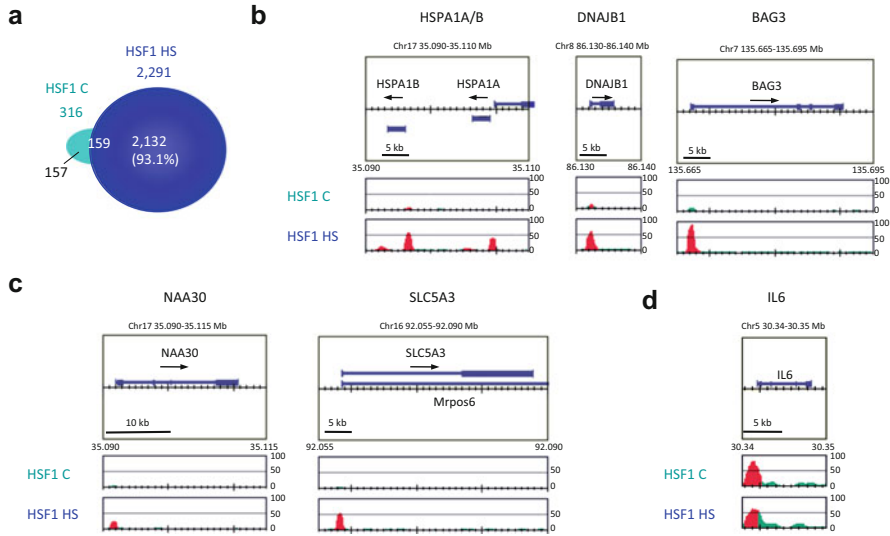 a
HSF1 HS
2,291
HSF1 C
316
159
2,132
(93.1%)
157
b
HSPA1A/B
DNAJB1
BAG3
Chr17 35.090-35.110 Mb
Chr8 86.130-86.140 Mb
Chr7 135.665-135.695 Mb
HSPA1B
HSPA1A
DNAJB1
BAG3
5 kb
5 kb
5 kb
35.090
35.110
86.130
86.140
135.665
135.695
HSF1 C
100
50
0
100
50
0
100
50
0
HSF1 HS
100
50
0
100
50
0
100
50
0
c
NAA30
SLC5A3
Chr17 35.090-35.115 Mb
Chr16 92.055-92.090 Mb
NAA30
SLC5A3
Mrpos6
10 kb
5 kb
35.090
35.115
92.055
92.090
HSF1 C
100
50
0
50
HSF1 HS
100
50
0
50
d
IL6
Chr5 30.34-30.35 Mb
IL6
5 kb
30.34
30.35
HSF1 C
100
50
0
HSF1 HS
100
50
0